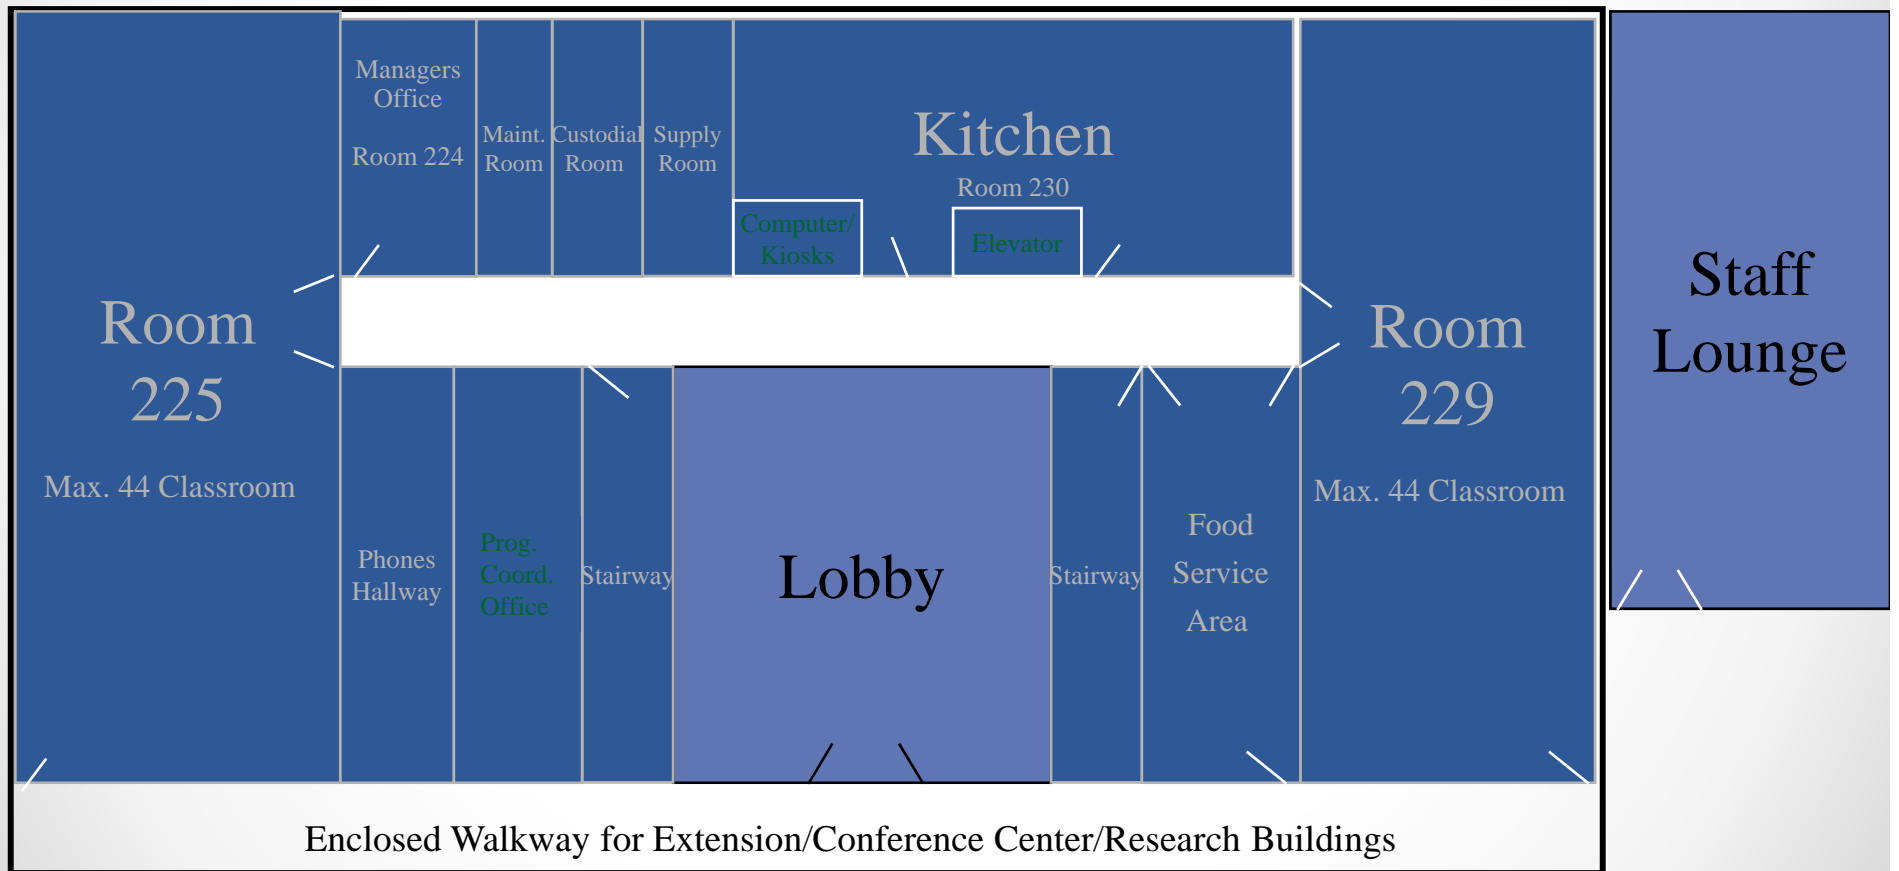 Managers
Office
Room 224
Maint.
Room
Custodial
Room
Supply
Room
Kitchen
Room 230
Computer/
Kiosks
Elevator
Room
225
Max. 44 Classroom
Room
229
Max. 44 Classroom
Staff
Lounge
Phones
Hallway
Prog.
Coord.
Office
Stairway
Lobby
Stairway
Food
Service
Area
Enclosed Walkway for Extension/Conference Center/Research Buildings